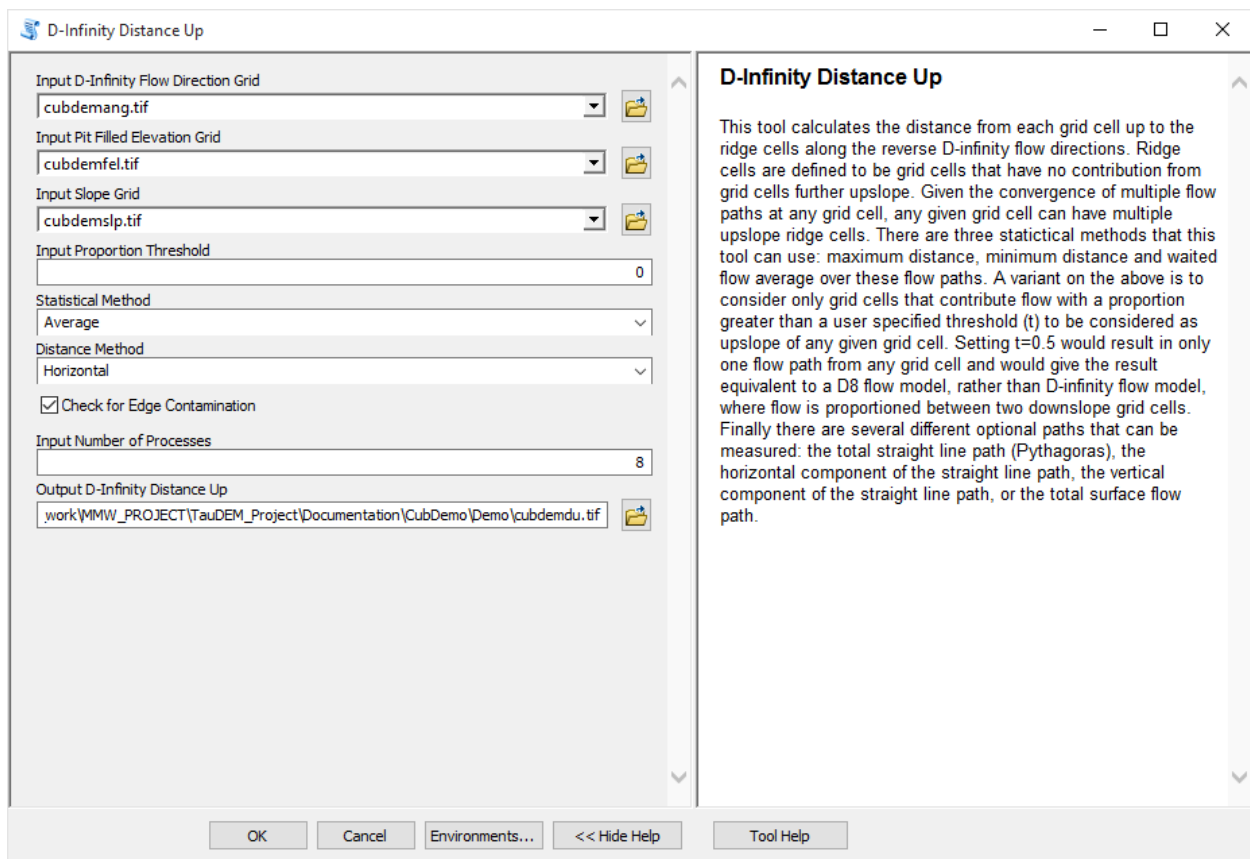 D-Infinity Distance Up
Input D-Infinity Flow Direction Grid
cubdemang.tif
Input Pit Filled Elevation Grid
cubdemfel.tif
Input Slope Grid
cubdemslp.tif
Input Proportion Threshold
0
Statistical Method
Average
Distance Method
Horizontal
Check for Edge Contamination
Input Number of Processes
8
Output D-Infinity Distance Up
work\MMW_PROJECT\TauDEM_Project\Documentation\CubDemo\Demo\cubdemdu.tif
D-Infinity Distance Up
This tool calculates the distance from each grid cell up to the
ridge cells along the reverse D-infinity flow directions. Ridge
cells are defined to be grid cells that have no contribution from
grid cells further upslope. Given the convergence of multiple flow
paths at any grid cell, any given grid cell can have multiple
upslope ridge cells. There are three statictical methods that this
tool can use: maximum distance, minimum distance and waited
flow average over these flow paths. A variant on the above is to
consider only grid cells that contribute flow with a proportion
greater than a user specified threshold (t) to be considered as
upslope of any given grid cell. Setting t=0.5 would result in only
one flow path from any grid cell and would give the result
equivalent to a D8 flow model, rather than D-infinity flow model,
where flow is proportioned between two downslope grid cells.
Finally there are several different optional paths that can be
measured: the total straight line path (Pythagoras), the
horizontal component of the straight line path, the vertical
component of the straight line path, or the total surface flow
path.
OK
Cancel
Environments...
<< Hide Help
Tool Help